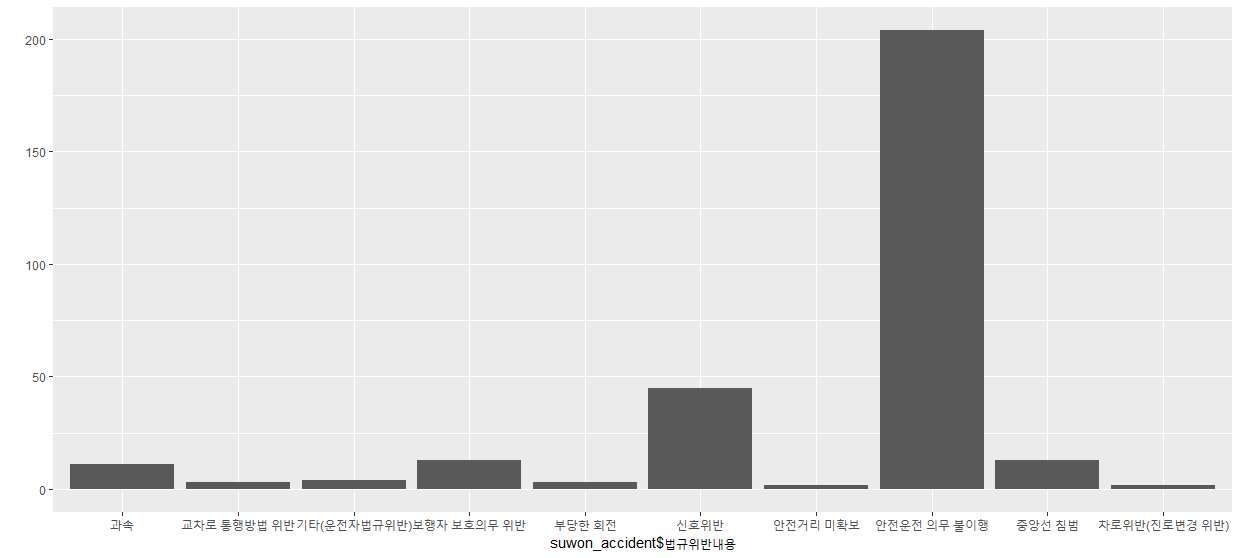 200
150
100
50
0
과속 교차로 통행방법 위반 기타(운전자법규위반) 보행자 보호의무 위반 부당한 회전 신호위반 안전거리 미확보 안전운전 의무 불이행 중앙선 침범 차로위반(진로변경 위반)
suwon_accident$법규위반내용